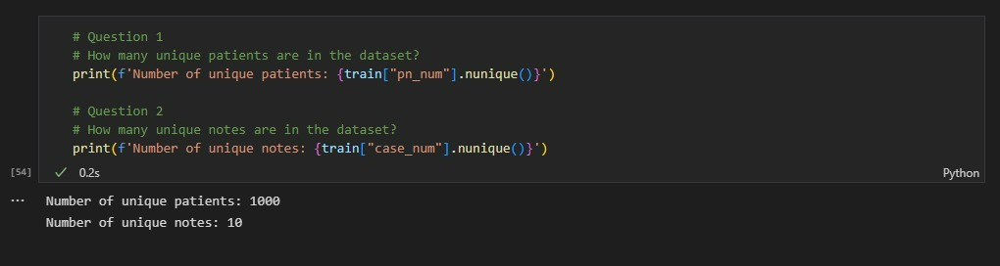 # Question 1
# How many unique patients are in the dataset?
print(f'Number of unique patients: {train["pn_num"].nunique()}')
# Question 2
# How many unique notes are in the dataset?
print(f'Number of unique notes: {train["case_num"].nunique()}')
[54] ✓ 0.2s Python
... Number of unique patients: 1000
Number of unique notes: 10